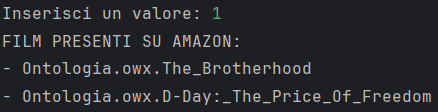 Inserisci un valore: 1
FILM PRESENTI SU AMAZON:
- Ontologia.owx.The_Brotherhood
- Ontologia.owx.D-Day:_The_Price_Of_Freedom